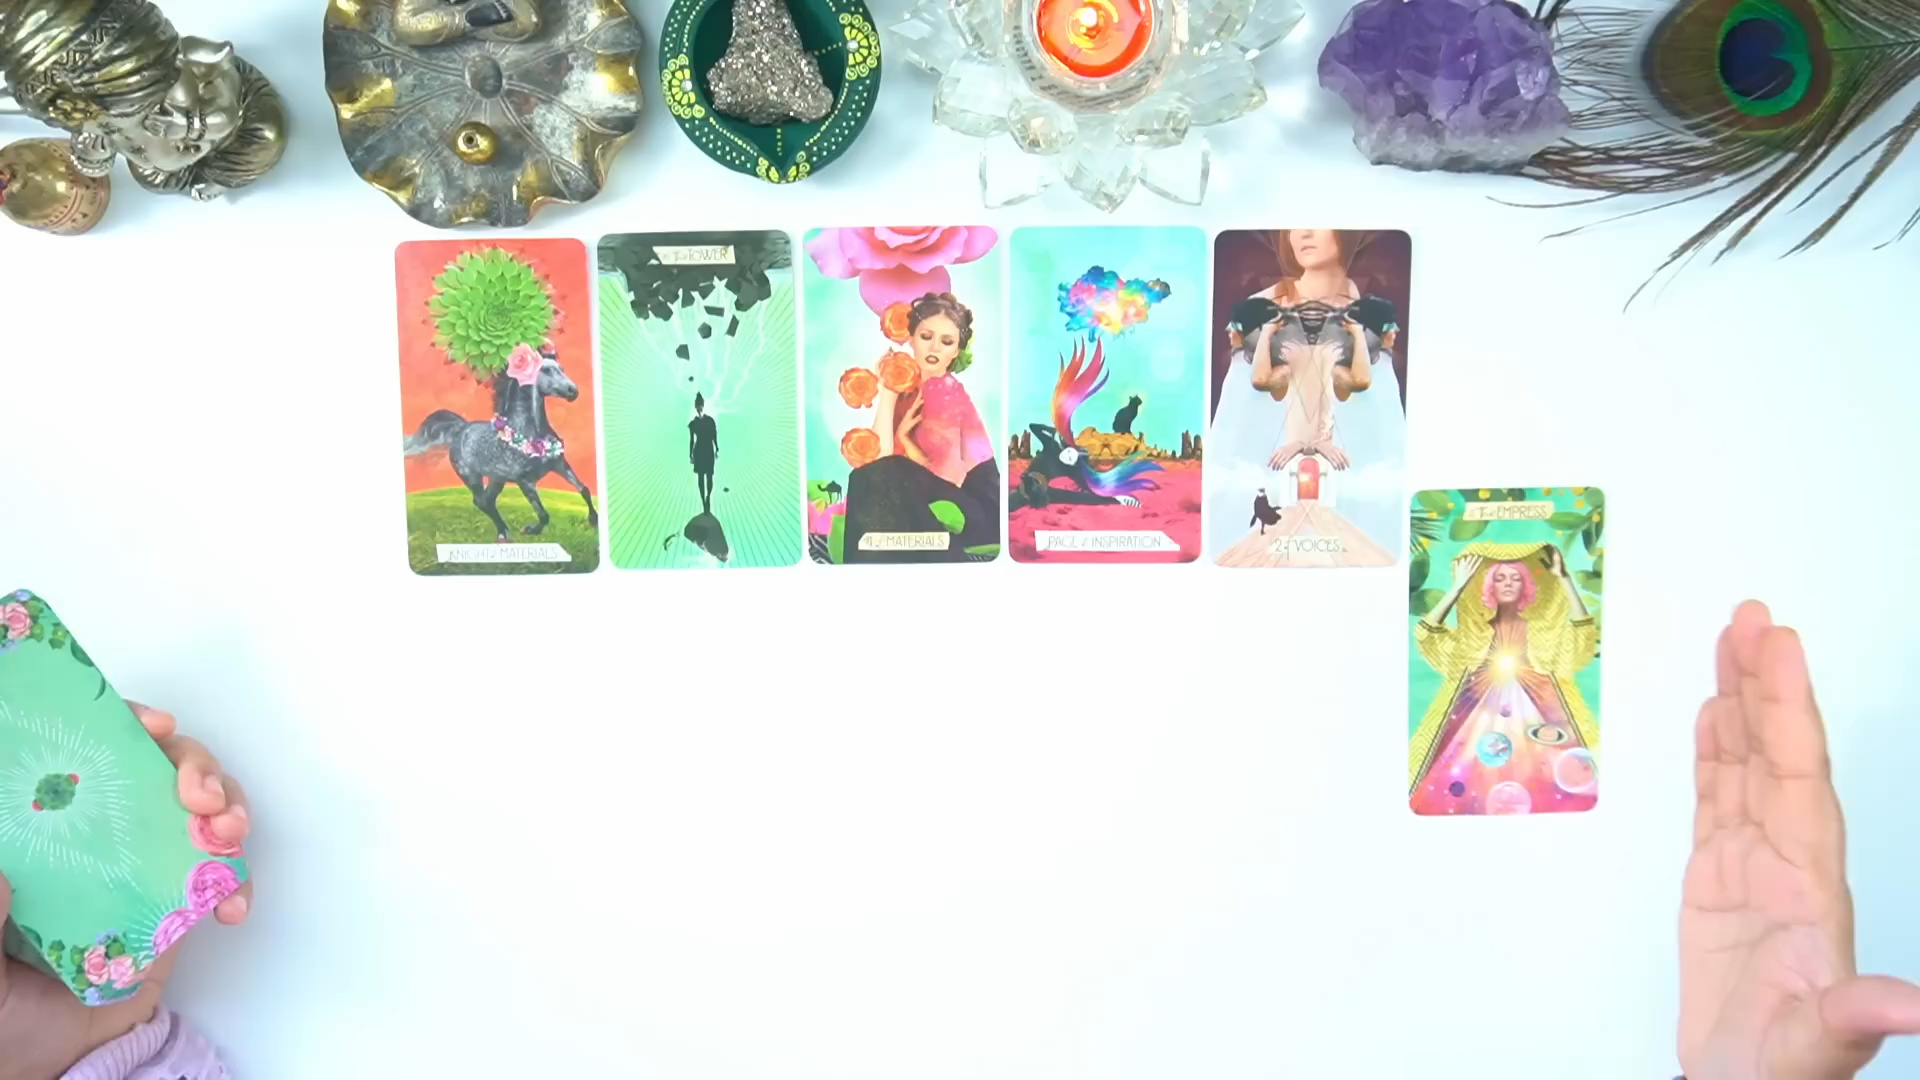 KNIGHT of MATERIALS
The TOWER
4 of MATERIALS
PAGE of INSPIRATION
2 of VOICES
The EMPRESS